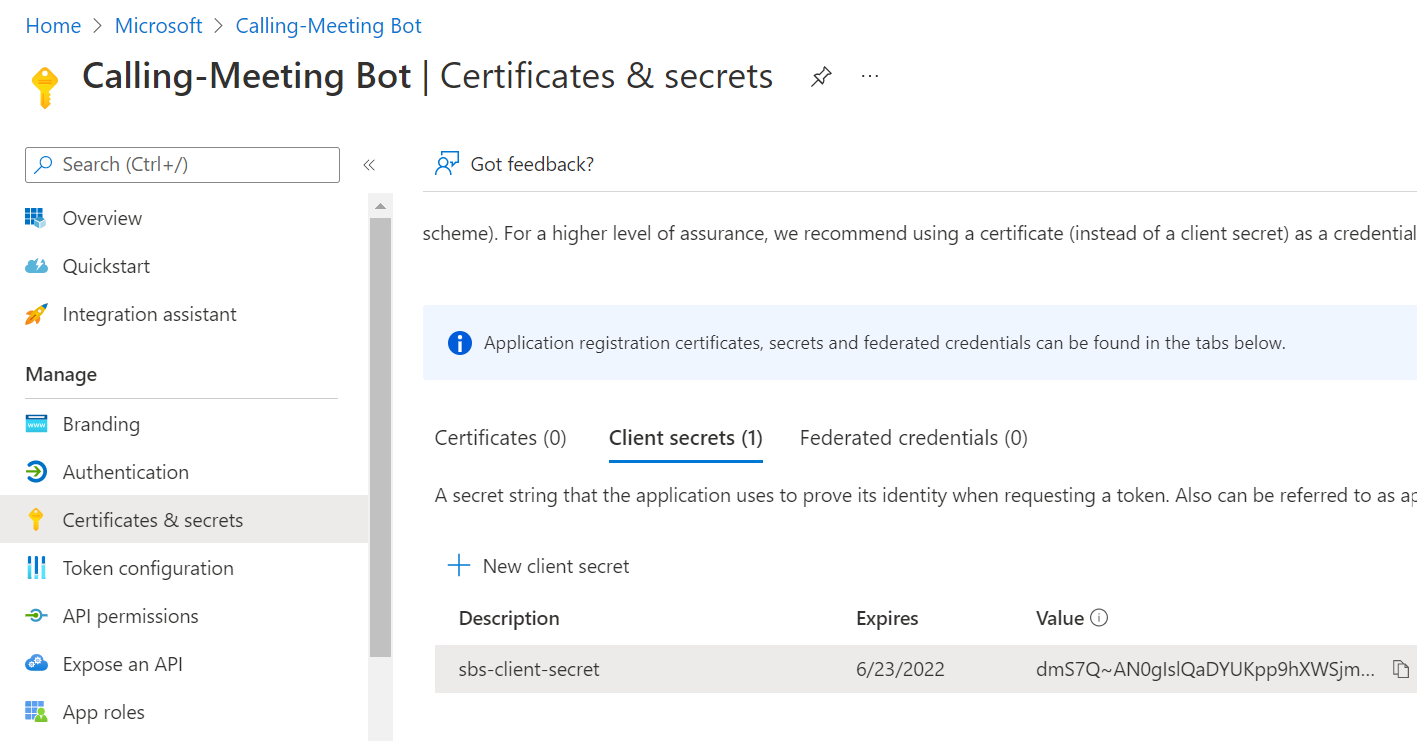 Home > Microsoft > Calling-Meeting Bot
Calling-Meeting Bot | Certificates & secrets
Search (Ctrl+/)
Overview
Quickstart
Integration assistant
Manage
Branding
Authentication
Certificates & secrets
Token configuration
API permissions
Expose an API
App roles
Got feedback?
scheme). For a higher level of assurance, we recommend using a certificate (instead of a client secret) as a credential
Application registration certificates, secrets and federated credentials can be found in the tabs below.
Certificates (0) Client secrets (1) Federated credentials (0)
A secret string that the application uses to prove its identity when requesting a token. Also can be referred to as
New client secret
Description Expires Value
sbs-client-secret 6/23/2022 dmS7Q~AN0gIslQaDYUKpp9hXWSjm...